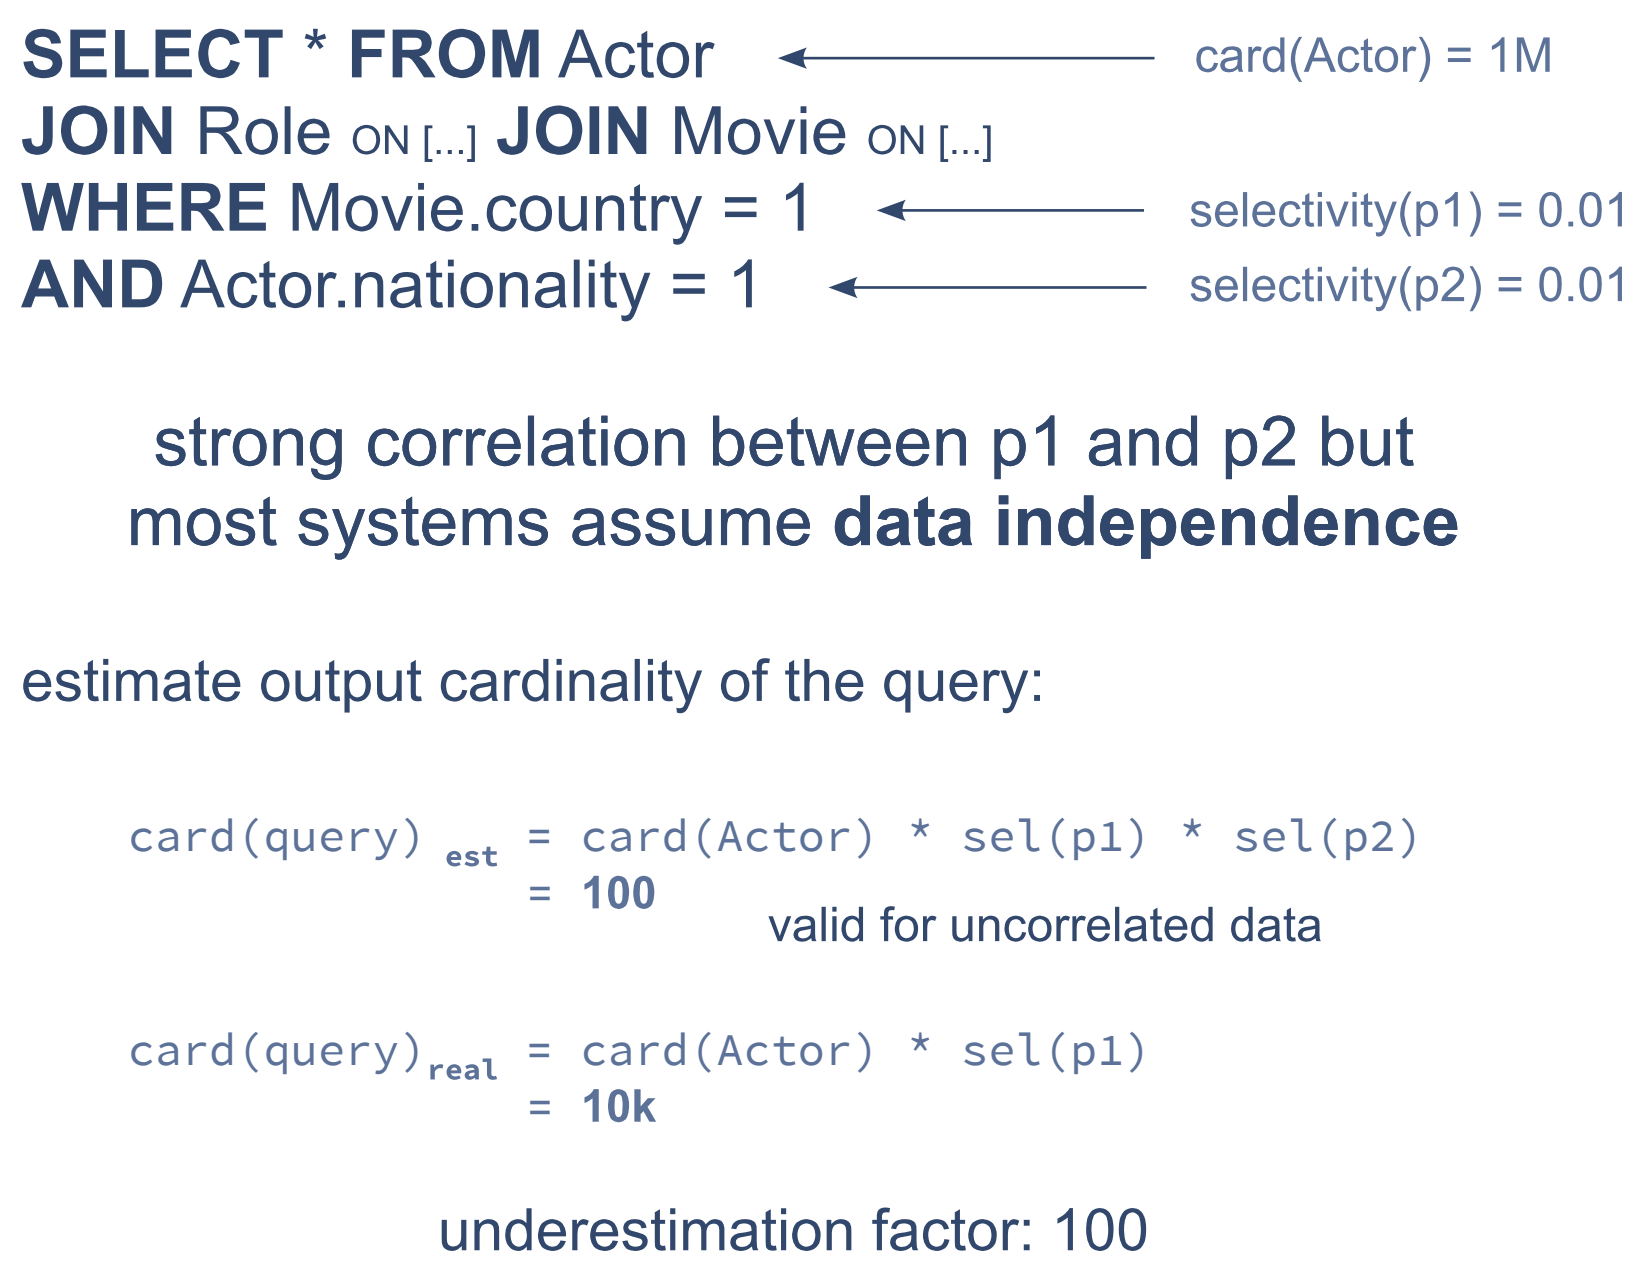 SELECT * FROM Actor card(Actor) = 1M
JOIN Role ON [...] JOIN Movie ON [...]
WHERE Movie.country = 1 selectivity(p1) = 0.01
AND Actor.nationality = 1 selectivity(p2) = 0.01
strong correlation between p1 and p2 but
most systems assume data independence
estimate output cardinality of the query:
card(query) est = card(Actor) * sel(p1) * sel(p2)
= 100
valid for uncorrelated data
card(query)real = card(Actor) * sel(p1)
= 10k
underestimation factor: 100